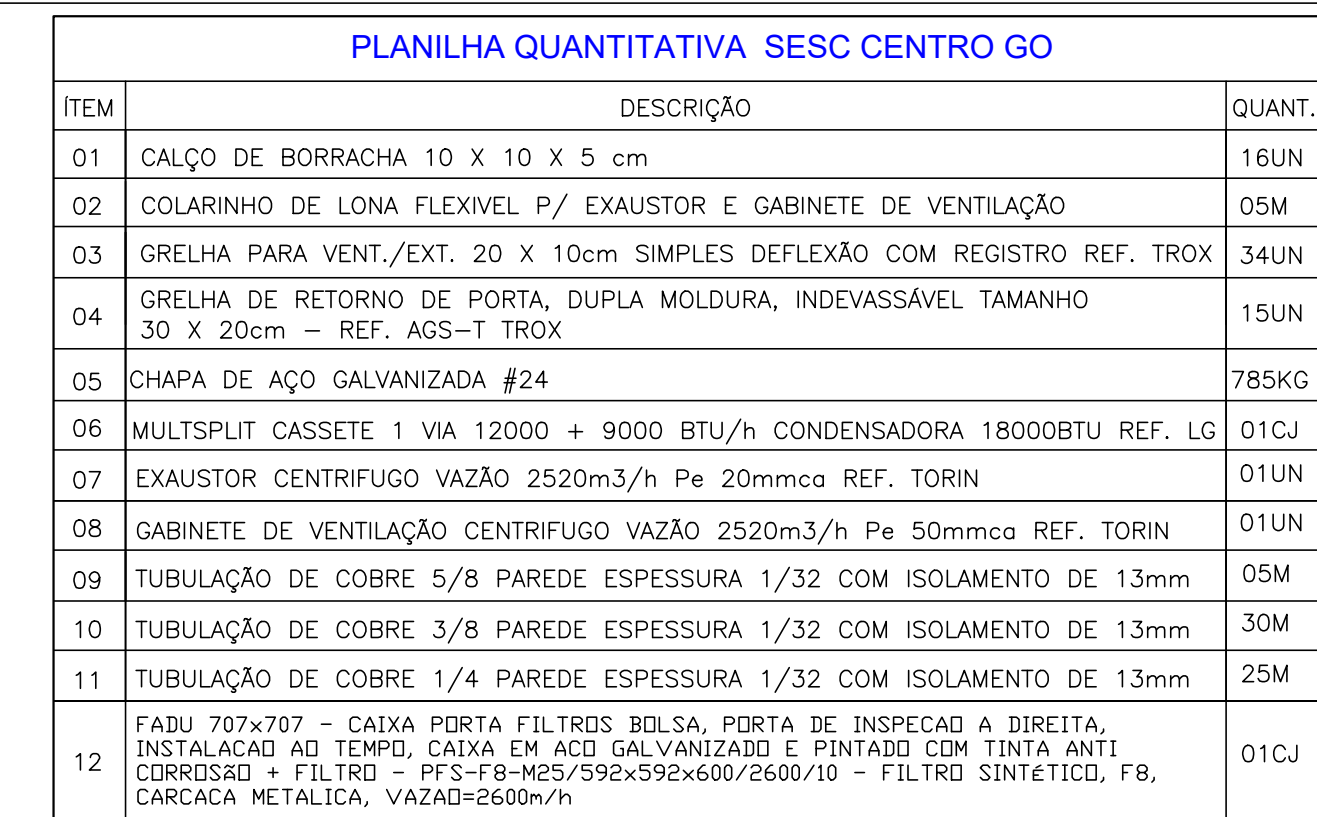 PLANILHA QUANTITATIVA SESC CENTRO GO
ÍTEM DESCRIÇÃO QUANT.
01 CALÇO DE BORRACHA 10 X 10 X 5 cm 16UN
02 COLARINHO DE LONA FLEXIVEL P/ EXAUSTOR E GABINETE DE VENTILAÇÃO 05M
03 GRELHA PARA VENT./EXT. 20 X 10cm SIMPLES DEFLEXÃO COM REGISTRO REF. TROX 34UN
04 GRELHA DE RETORNO DE PORTA, DUPLA MOLDURA, INDEVASSÁVEL TAMANHO
30 X 20cm – REF. AGS–T TROX 15UN
05 CHAPA DE AÇO GALVANIZADA #24 785KG
06 MULTSPLIT CASSETE 1 VIA 12000 + 9000 BTU/h CONDENSADORA 18000BTU REF. LG 01CJ
07 EXAUSTOR CENTRIFUGO VAZÃO 2520m3/h Pe 20mmca REF. TORIN 01UN
08 GABINETE DE VENTILAÇÃO CENTRIFUGO VAZÃO 2520m3/h Pe 50mmca REF. TORIN 01UN
09 TUBULAÇÃO DE COBRE 5/8 PAREDE ESPESSURA 1/32 COM ISOLAMENTO DE 13mm 05M
10 TUBULAÇÃO DE COBRE 3/8 PAREDE ESPESSURA 1/32 COM ISOLAMENTO DE 13mm 30M
11 TUBULAÇÃO DE COBRE 1/4 PAREDE ESPESSURA 1/32 COM ISOLAMENTO DE 13mm 25M
12 FADU 707x707 - CAIXA PORTA FILTROS BOLSA, PORTA DE INSPECAO A DIREITA,
INSTALACAO AO TEMPO, CAIXA EM ACO GALVANIZADO E PINTADO COM TINTA ANTI
CORROSãO + FILTRO - PFS-F8-M25/592x592x600/2600/10 - FILTRO SINTéTICO, F8,
CARCACA METALICA, VAZAO=2600m/h 01CJ